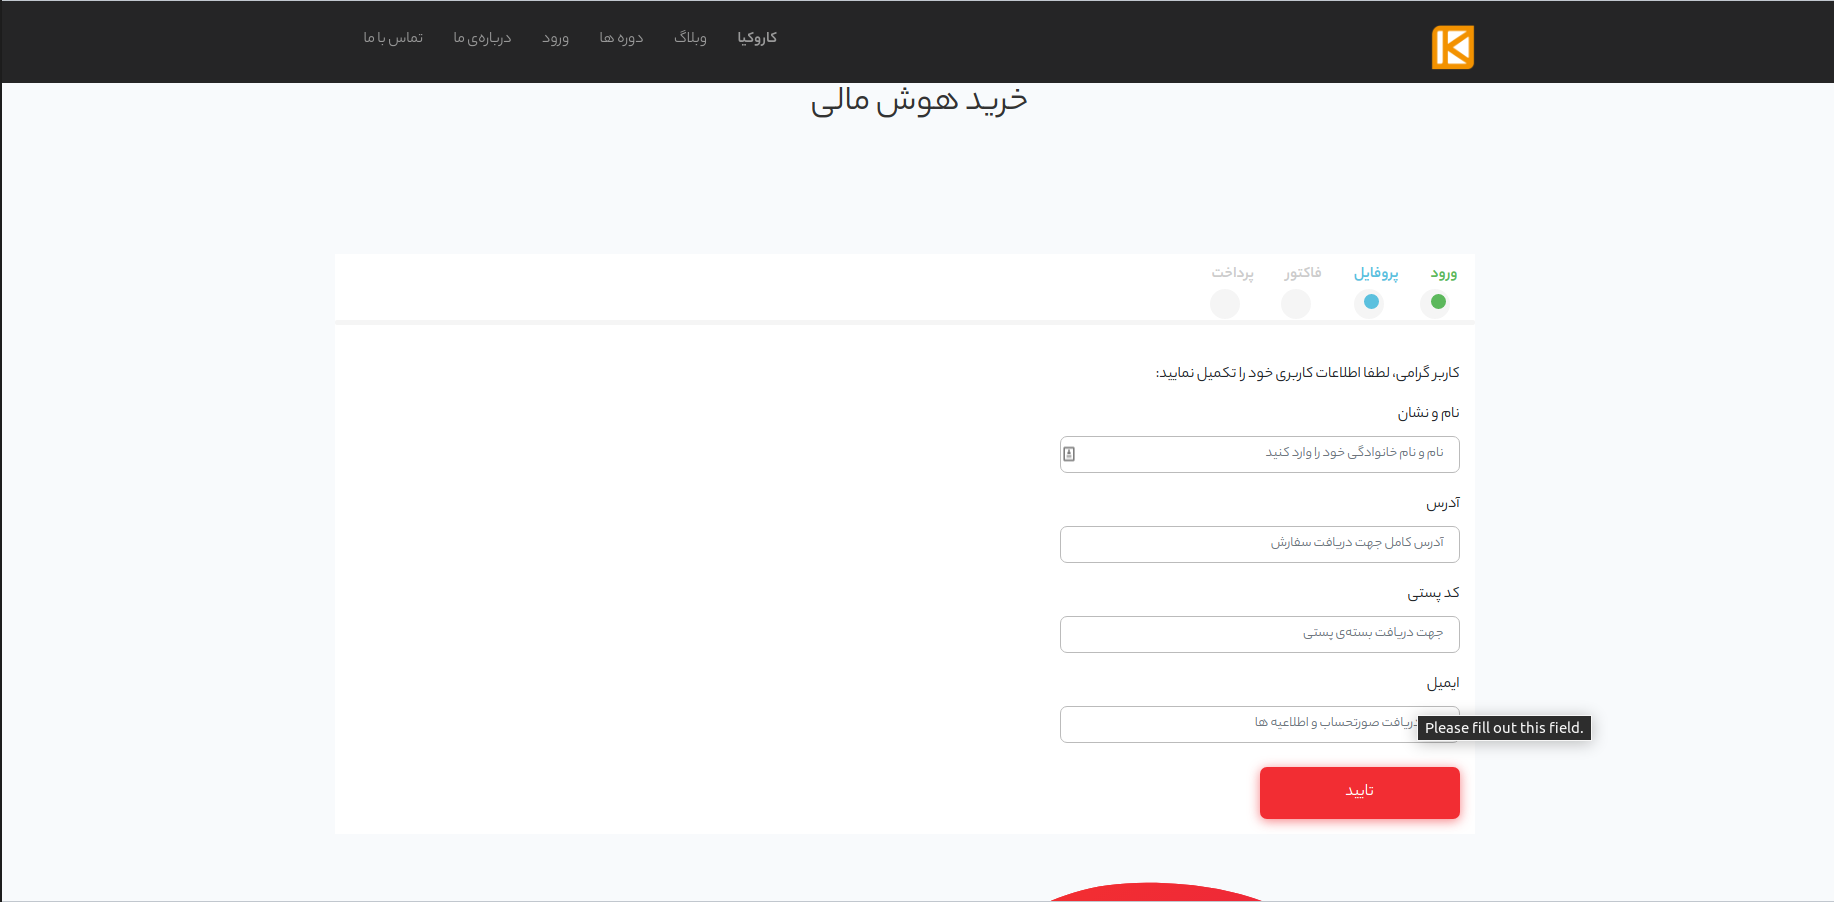 کاروکیا وبلاگ دوره ها ورود درباره‌ی ما تماس با ما
خرید هوش مالی
ورود پروفایل فاکتور پرداخت
کاربر گرامی، لطفا اطلاعات کاربری خود را تکمیل نمایید:
نام و نشان
نام و نام خانوادگی خود را وارد کنید
آدرس
آدرس کامل جهت دریافت سفارش
کد پستی
جهت دریافت بسته‌ی پستی
ایمیل
دریافت صورتحساب و اطلاعیه ها
Please fill out this field.
تایید